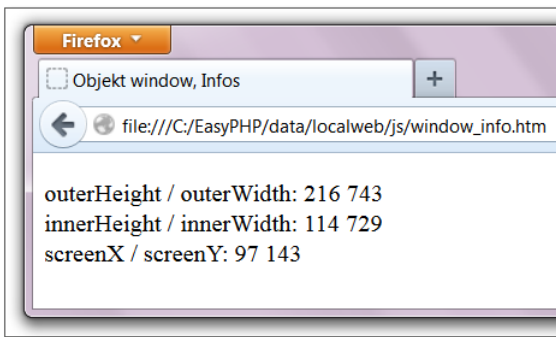 Firefox
Objekt window, Infos
file:///C:/EasyPHP/data/localweb/js/window_info.htm
outerHeight / outerWidth: 216 743
innerHeight / innerWidth: 114 729
screenX / screenY: 97 143